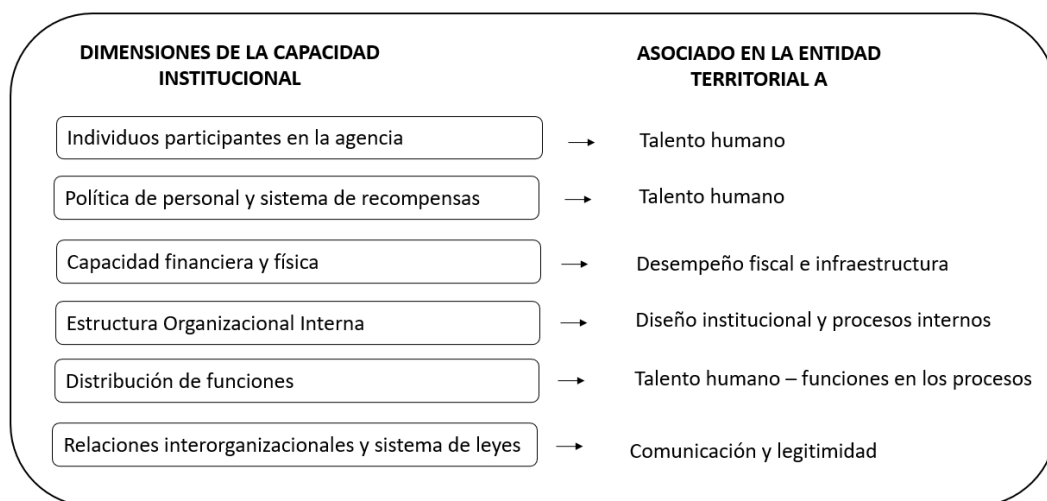 DIMENSIONES DE LA CAPACIDAD
INSTITUCIONAL
ASOCIADO EN LA ENTIDAD
TERRITORIAL A
Individuos participantes en la agencia
Talento humano
Política de personal y sistema de recompensas
Talento humano
Capacidad financiera y física
Desempeño fiscal e infraestructura
Estructura Organizacional Interna
Diseño institucional y procesos internos
Distribución de funciones
Talento humano – funciones en los procesos
Relaciones interorganizacionales y sistema de leyes
Comunicación y legitimidad